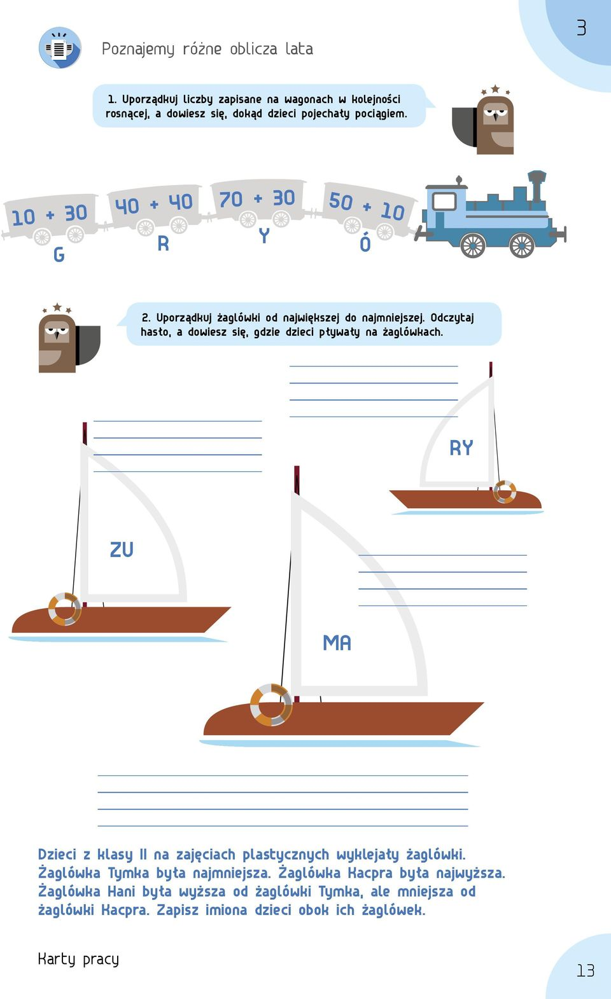 3
Poznajemy różne oblicza lata
1. Uporządkuj liczby zapisane na wagonach w kolejności
rosnącej, a dowiesz się, dokąd dzieci pojechały pociągiem.
10 + 30
40 + 40
70 + 30
50 + 10
G
R
Y
Ó
2. Uporządkuj żaglówki od największej do najmniejszej. Odczytaj
hasło, a dowiesz się, gdzie dzieci pływały na żaglówkach.
RY
ZU
MA
Dzieci z klasy II na zajęciach plastycznych wyklejały żaglówki.
Żaglówka Tymka była najmniejsza. Żaglówka Kacpra była najwyższa.
Żaglówka Hani była wyższa od żaglówki Tymka, ale mniejsza od
żaglówki Kacpra. Zapisz imiona dzieci obok ich żaglówek.
Karty pracy
13